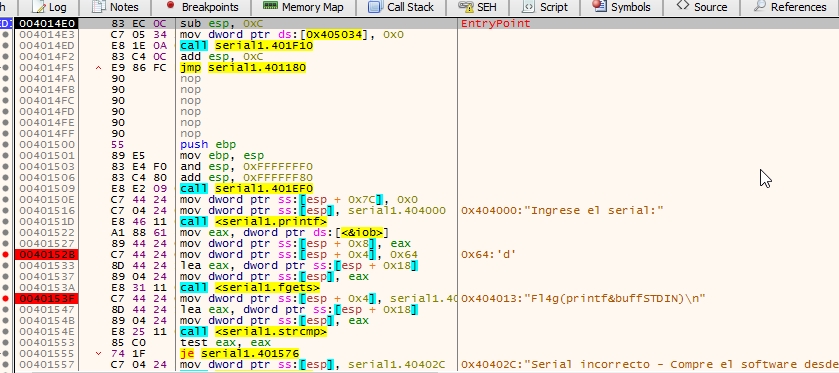 h Log Notes Breakpoints Memory Map Call Stack SEH Script Symbols Source References
004014E0 83 EC 0C sub esp, 0xC EntryPoint
004014E3 C7 05 34 mov dword ptr ds:[0x405034], 0x0
004014ED E8 1E 0A call serial1.401F10
004014F2 83 C4 0C add esp, 0xC
004014F5 E9 86 FC jmp serial1.401180
004014FA 90 nop
004014FB 90 nop
004014FC 90 nop
004014FD 90 nop
004014FE 90 nop
004014FF 90 nop
00401500 55 push ebp
00401501 89 E5 mov ebp, esp
00401503 83 E4 F0 and esp, 0xFFFFFFF0
00401506 83 C4 80 add esp, 0xFFFFFF80
00401509 E8 E2 09 call serial1.401EF0
0040150E C7 44 24 mov dword ptr ss:[esp + 0x7C], 0x0
00401516 C7 04 24 mov dword ptr ss:[esp], serial1.404000 0x404000:"Ingrese el serial:"
0040151D E8 46 11 call <serial1.printf>
00401522 A1 88 61 mov eax, dword ptr ds:[<&iob>]
00401527 89 44 24 mov dword ptr ss:[esp + 0x8], eax
0040152B C7 44 24 mov dword ptr ss:[esp + 0x4], 0x64 0x64:'d'
00401533 8D 44 24 lea eax, dword ptr ss:[esp + 0x18]
00401537 89 04 24 mov dword ptr ss:[esp], eax
0040153A E8 31 11 call <serial1.fgets>
0040153F C7 44 24 mov dword ptr ss:[esp + 0x4], serial1.40 0x404013:"Fl4g(printf&buffSTDIN)\n"
00401547 8D 44 24 lea eax, dword ptr ss:[esp + 0x18]
0040154B 89 04 24 mov dword ptr ss:[esp], eax
0040154E E8 25 11 call <serial1.strcmp>
00401553 85 C0 test eax, eax
00401555 74 1F je serial1.401576
00401557 C7 04 24 mov dword ptr ss:[esp], serial1.40402C 0x40402C:"Serial incorrecto - Compre el software desde